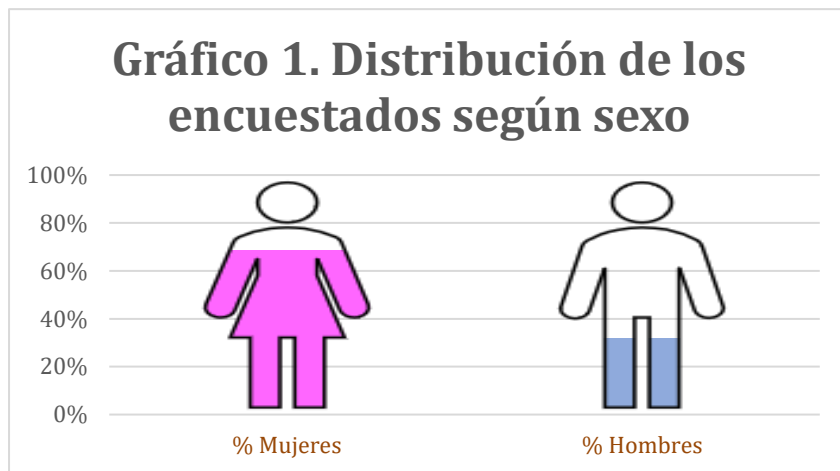 Gráfico 1. Distribución de los
encuestados según sexo
100%
80%
60%
40%
20%
0%
% Mujeres
% Hombres